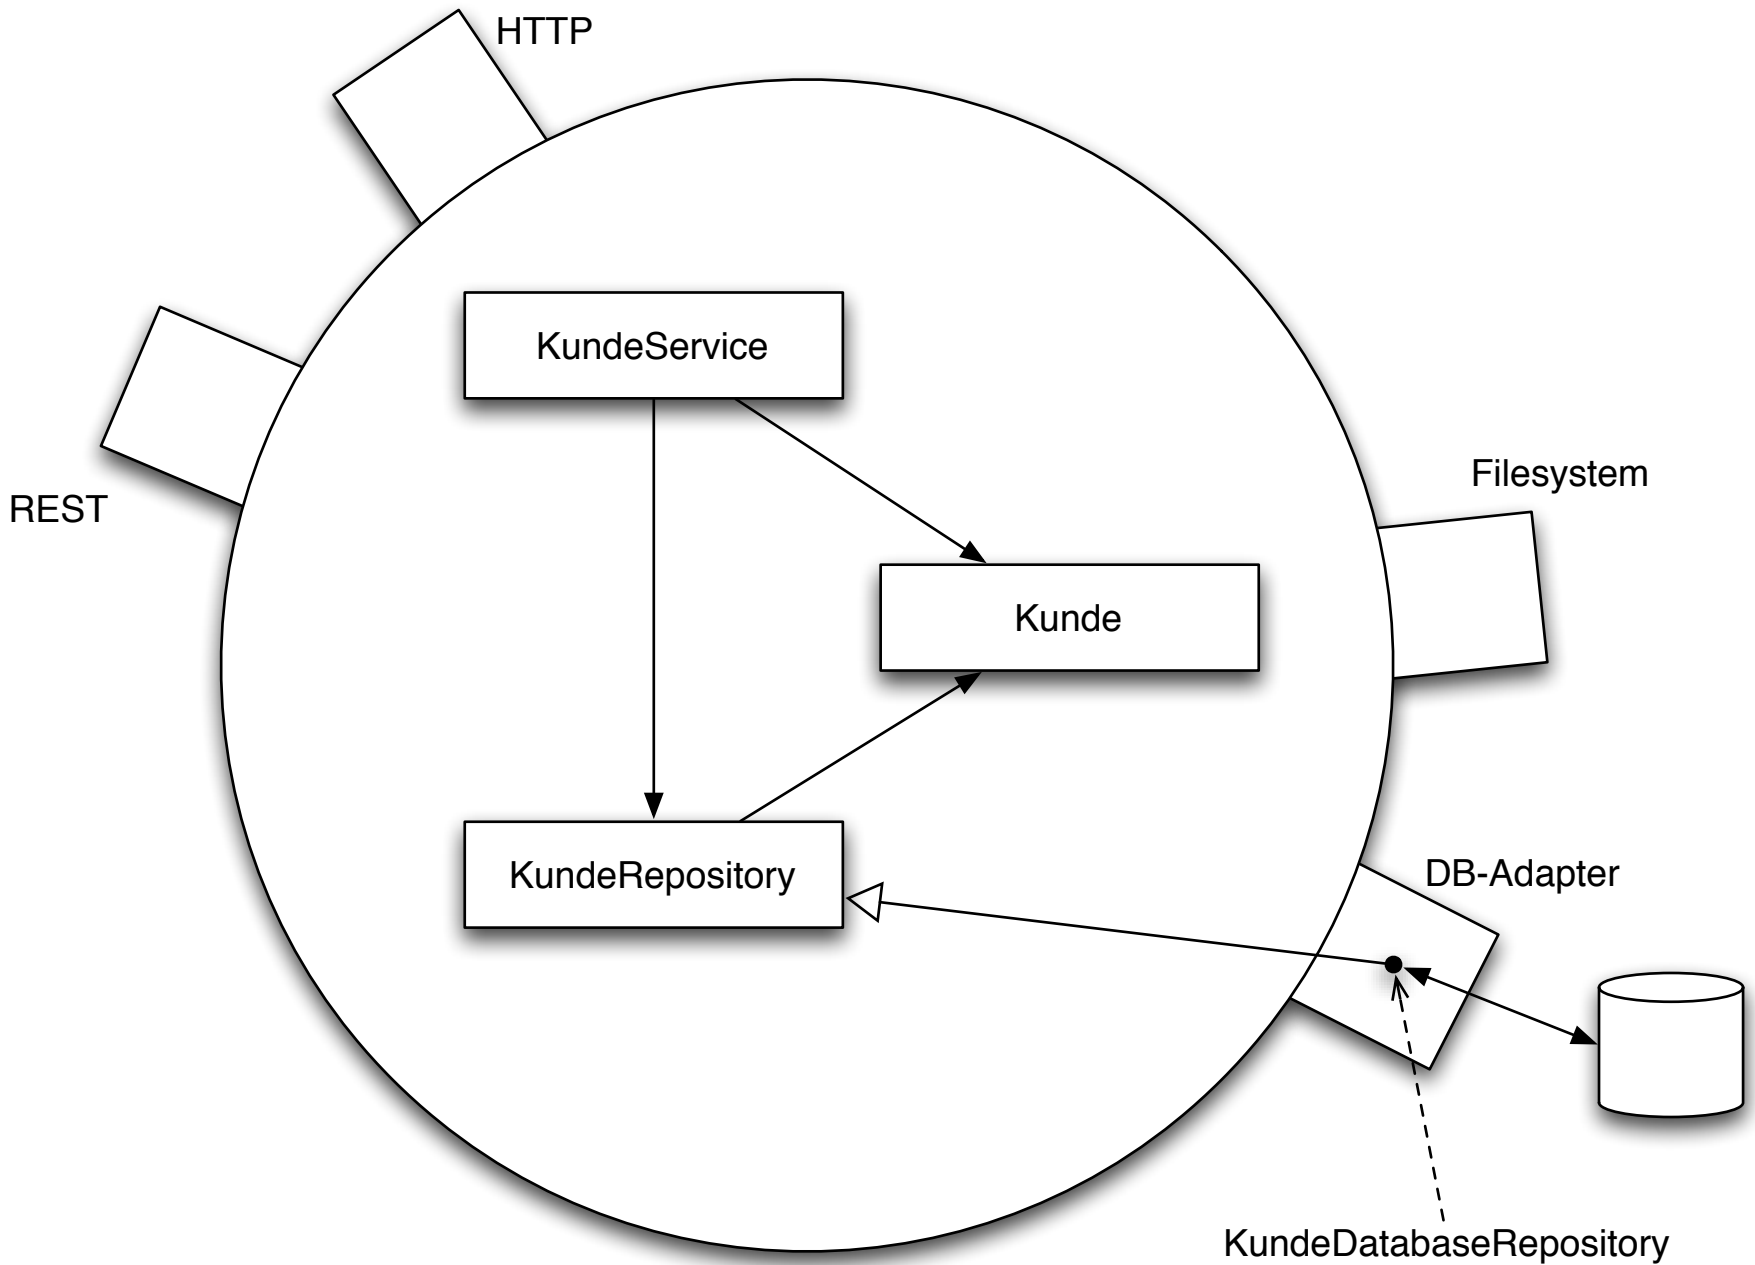 HTTP
KundeService
Filesystem
REST
Kunde
KundeRepository
DB-Adapter
KundeDatabaseRepository